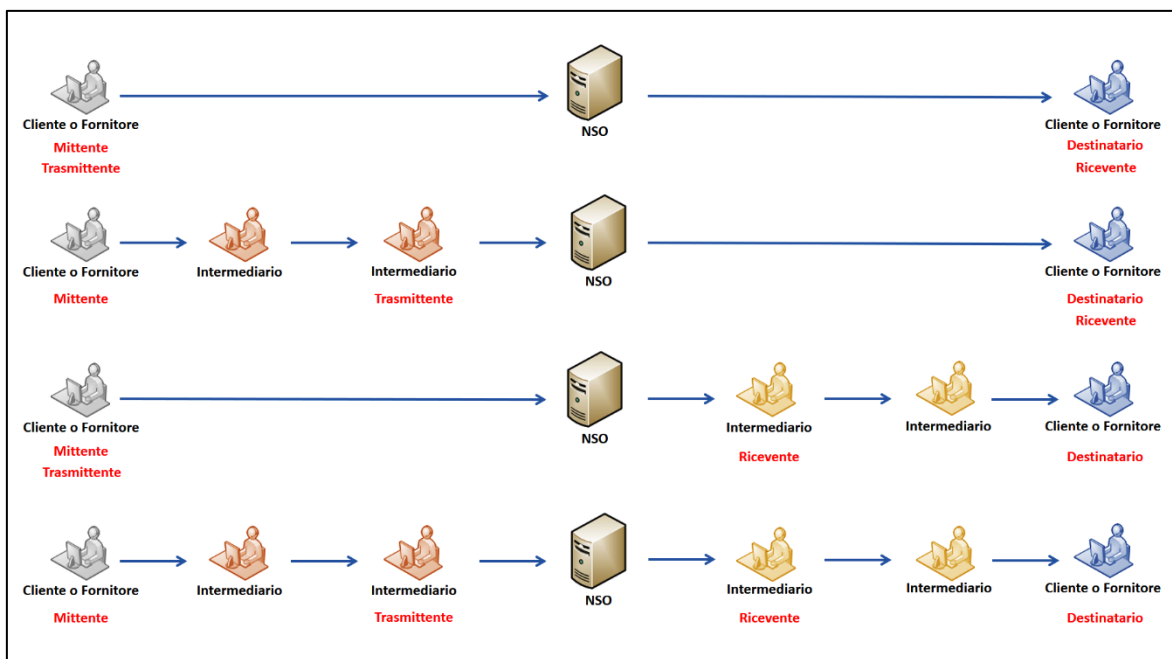 Cliente o Fornitore
Mittente
Trasmittente
NSO
Cliente o Fornitore
Destinatario
Ricevente
Cliente o Fornitore
Mittente
Intermediario
Intermediario
Trasmittente
NSO
Cliente o Fornitore
Destinatario
Ricevente
Cliente o Fornitore
Mittente
Trasmittente
NSO
Intermediario
Ricevente
Intermediario
Cliente o Fornitore
Destinatario
Cliente o Fornitore
Mittente
Intermediario
Intermediario
Trasmittente
NSO
Intermediario
Ricevente
Intermediario
Cliente o Fornitore
Destinatario